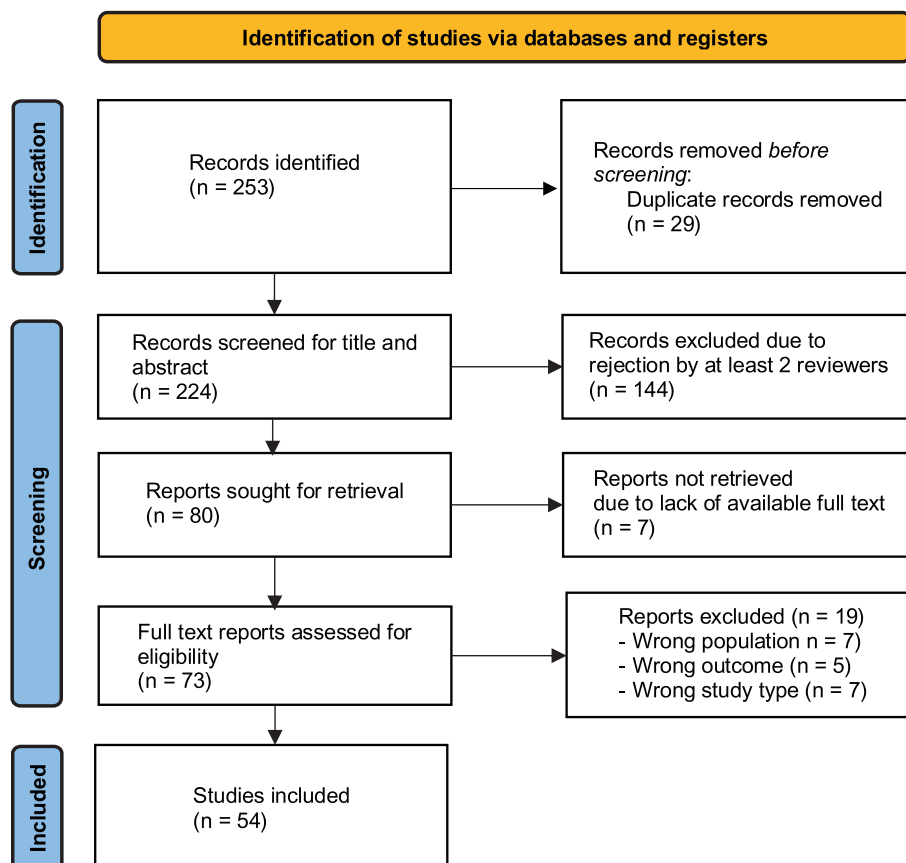 Identification of studies via databases and registers
Identification
Records identified
(n = 253)
Records removed before
screening:
Duplicate records removed
(n = 29)
Screening
Records screened for title and
abstract
(n = 224)
Records excluded due to
rejection by at least 2 reviewers
(n = 144)
Reports sought for retrieval
(n = 80)
Reports not retrieved
due to lack of available full text
(n = 7)
Full text reports assessed for
eligibility
(n = 73)
Reports excluded (n = 19)
- Wrong population n = 7)
- Wrong outcome (n = 5)
- Wrong study type (n = 7)
Included
Studies included
(n = 54)